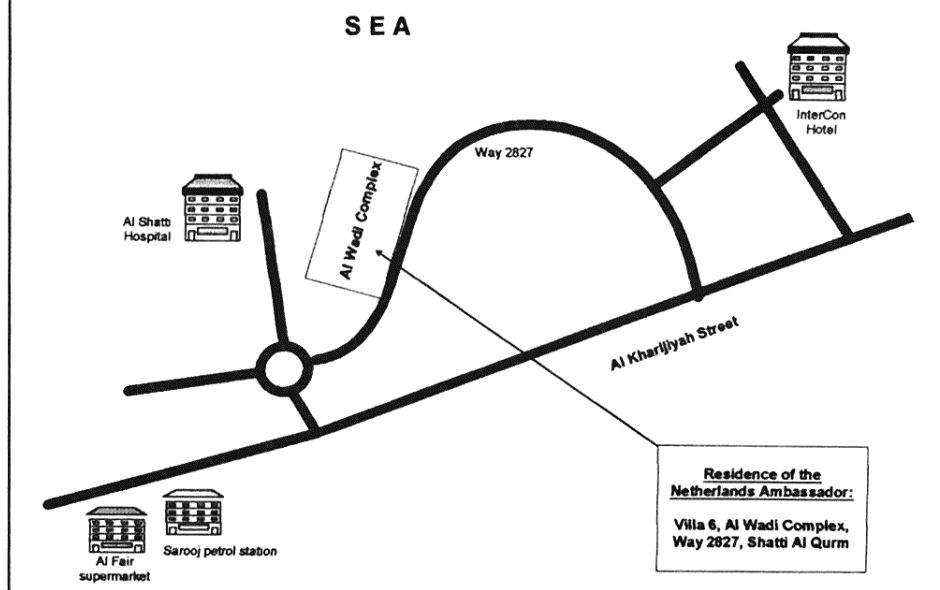 SEA
InterCon
Hotel
Way 2827
Al Wadi Complex
Al Shatti
Hospital
Al Kharijiyah Street
Residence of the
Netherlands Ambassador:
Villa 6, Al Wadi Complex,
Way 2827, Shatti Al Qurm
Sarooj petrol station
Al Fair
supermarket